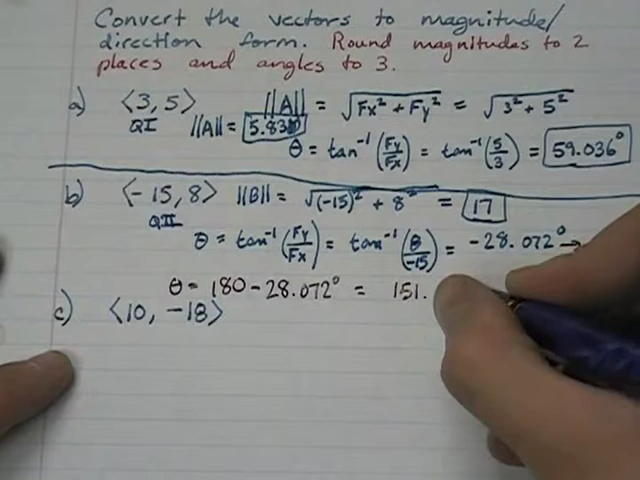 Convert the vectors to magnitude/
direction form. Round magnitudes to 2
places and angles to 3.
a) ⟨3, 5⟩ ||A|| = √(Fx² + Fy²) = √(3² + 5²)
QI ||A|| = 5.83
θ = tan⁻¹(Fy/Fx) = tan⁻¹(5/3) = 59.036°
b) ⟨-15, 8⟩ ||B|| = √((-15)² + 8²) = 17
QII
θ = tan⁻¹(Fy/Fx) = tan⁻¹(8/-15) = -28.072° →
θ = 180 - 28.072° = 151.
c) ⟨10, -18⟩